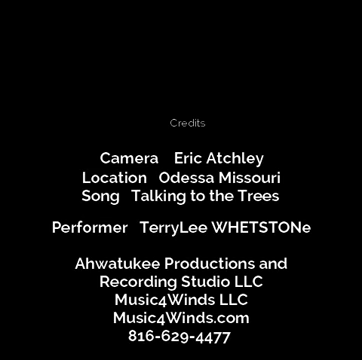 Credits
Camera Eric Atchley
Location Odessa Missouri
Song Talking to the Trees
Performer TerryLee WHETSTONe
Ahwatukee Productions and
Recording Studio LLC
Music4Winds LLC
Music4Winds.com
816-629-4477